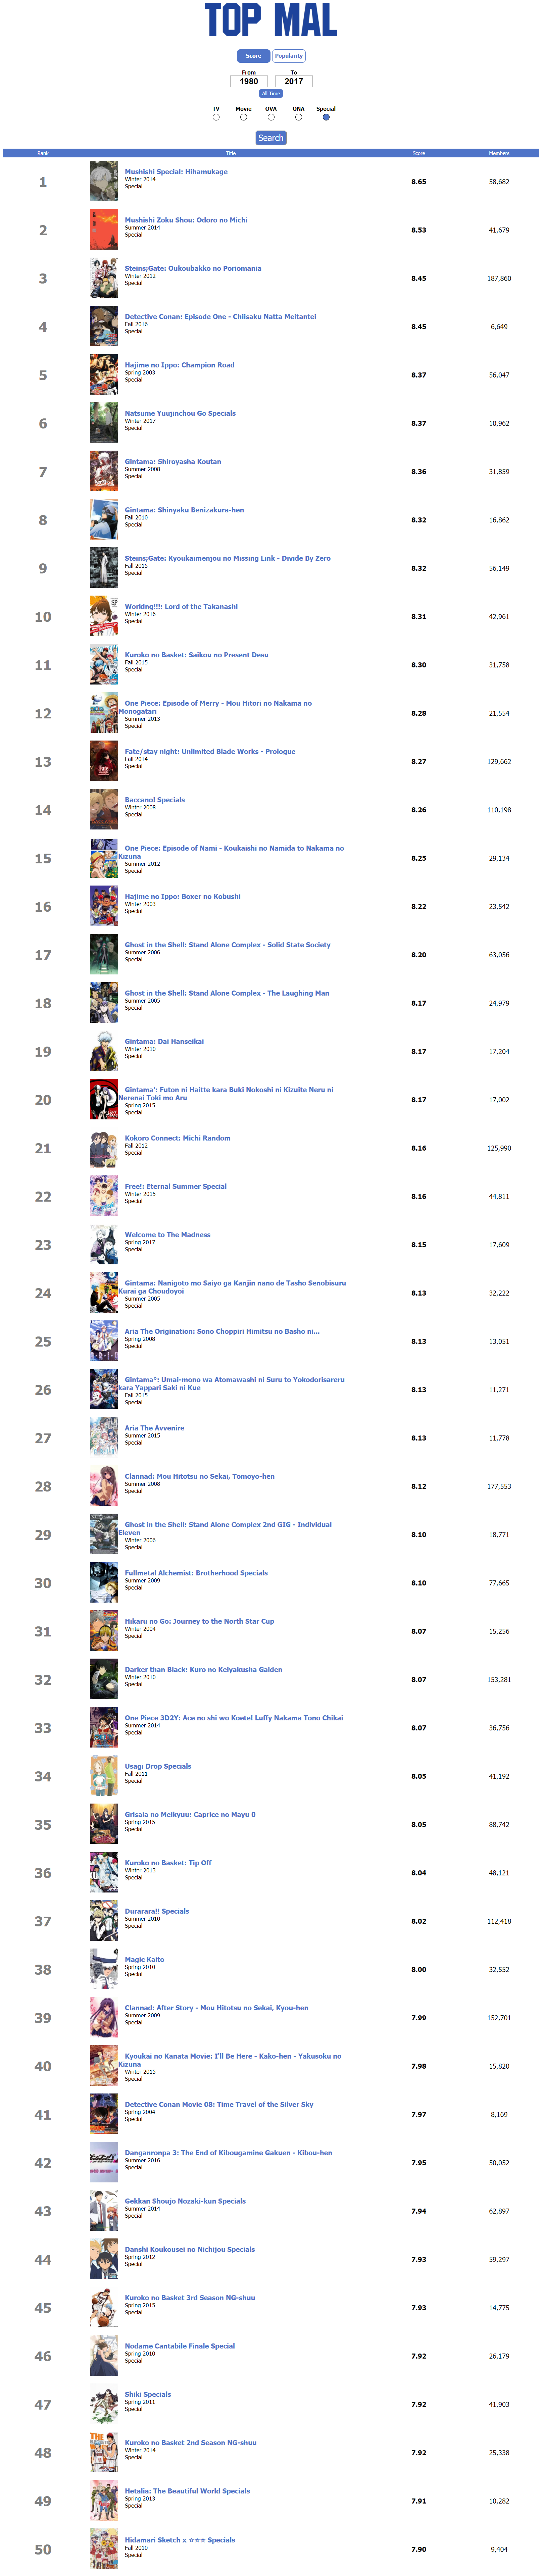 TOP MAL
Score Popularity
From To
1980 2017
All Time
TV Movie OVA ONA Special
Search
Rank Title Score Members
1 Mushishi Special: Hihamukage 8.65 58,682
Winter 2014
Special
2 Mushishi Zoku Shou: Odoro no Michi 8.53 41,679
Summer 2014
Special
3 Steins;Gate: Oukoubakko no Poriomania 8.45 187,860
Winter 2012
Special
4 Detective Conan: Episode One - Chiisaku Natta Meitantei 8.45 6,649
Fall 2016
Special
5 Hajime no Ippo: Champion Road 8.37 56,047
Spring 2003
Special
6 Natsume Yuujinchou Go Specials 8.37 10,962
Winter 2017
Special
7 Gintama: Shiroyasha Koutan 8.36 31,859
Summer 2008
Special
8 Gintama: Shinyaku Benizakura-hen 8.32 16,862
Fall 2010
Special
9 Steins;Gate: Kyoukaimenjou no Missing Link - Divide By Zero 8.32 56,149
Fall 2015
Special
10 Working!!!: Lord of the Takanashi 8.31 42,961
Winter 2016
Special
11 Kuroko no Basket: Saikou no Present Desu 8.30 31,758
Fall 2015
Special
12 One Piece: Episode of Merry - Mou Hitori no Nakama no
Monogatari 8.28 21,554
Summer 2013
Special
13 Fate/stay night: Unlimited Blade Works - Prologue 8.27 129,662
Fall 2014
Special
14 Baccano! Specials 8.26 110,198
Winter 2008
Special
15 One Piece: Episode of Nami - Koukaishi no Namida to Nakama no
Kizuna 8.25 29,134
Summer 2012
Special
16 Hajime no Ippo: Boxer no Kobushi 8.22 23,542
Winter 2003
Special
17 Ghost in the Shell: Stand Alone Complex - Solid State Society 8.20 63,056
Summer 2006
Special
18 Ghost in the Shell: Stand Alone Complex - The Laughing Man 8.17 24,979
Summer 2005
Special
19 Gintama: Dai Hanseikai 8.17 17,204
Winter 2010
Special
20 Gintama': Futon ni Haitte kara Buki Nokoshi ni Kizuite Neru ni
Nerenai Toki mo Aru 8.17 17,002
Spring 2015
Special
21 Kokoro Connect: Michi Random 8.16 125,990
Fall 2012
Special
22 Free!: Eternal Summer Special 8.16 44,811
Winter 2015
Special
23 Welcome to The Madness 8.15 17,609
Spring 2017
Special
24 Gintama: Nanigoto mo Saiyo ga Kanjin nano de Tasho Senobisuru
Kurai ga Choudoyoi 8.13 32,222
Summer 2005
Special
25 Aria The Origination: Sono Choppiri Himitsu no Basho ni... 8.13 13,051
Spring 2008
Special
26 Gintama°: Umai-mono wa Atomawashi ni Suru to Yokodorisareru
kara Yappari Saki ni Kue 8.13 11,271
Fall 2015
Special
27 Aria The Avvenire 8.13 11,778
Summer 2015
Special
28 Clannad: Mou Hitotsu no Sekai, Tomoyo-hen 8.12 177,553
Summer 2008
Special
29 Ghost in the Shell: Stand Alone Complex 2nd GIG - Individual
Eleven 8.10 18,771
Winter 2006
Special
30 Fullmetal Alchemist: Brotherhood Specials 8.10 77,665
Summer 2009
Special
31 Hikaru no Go: Journey to the North Star Cup 8.07 15,256
Winter 2004
Special
32 Darker than Black: Kuro no Keiyakusha Gaiden 8.07 153,281
Winter 2010
Special
33 One Piece 3D2Y: Ace no shi wo Koete! Luffy Nakama Tono Chikai 8.07 36,756
Summer 2014
Special
34 Usagi Drop Specials 8.05 41,192
Fall 2011
Special
35 Grisaia no Meikyuu: Caprice no Mayu 0 8.05 88,742
Spring 2015
Special
36 Kuroko no Basket: Tip Off 8.04 48,121
Winter 2013
Special
37 Durarara!! Specials 8.02 112,418
Summer 2010
Special
38 Magic Kaito 8.00 32,552
Spring 2010
Special
39 Clannad: After Story - Mou Hitotsu no Sekai, Kyou-hen 7.99 152,701
Summer 2009
Special
40 Kyoukai no Kanata Movie: I'll Be Here - Kako-hen - Yakusoku no
Kizuna 7.98 15,820
Winter 2015
Special
41 Detective Conan Movie 08: Time Travel of the Silver Sky 7.97 8,169
Spring 2004
Special
42 Danganronpa 3: The End of Kibougamine Gakuen - Kibou-hen 7.95 50,052
Summer 2016
Special
43 Gekkan Shoujo Nozaki-kun Specials 7.94 62,897
Summer 2014
Special
44 Danshi Koukousei no Nichijou Specials 7.93 59,297
Spring 2012
Special
45 Kuroko no Basket 3rd Season NG-shuu 7.93 14,775
Spring 2015
Special
46 Nodame Cantabile Finale Special 7.92 26,179
Spring 2010
Special
47 Shiki Specials 7.92 41,903
Spring 2011
Special
48 Kuroko no Basket 2nd Season NG-shuu 7.92 25,338
Winter 2014
Special
49 Hetalia: The Beautiful World Specials 7.91 10,282
Spring 2013
Special
50 Hidamari Sketch x ☆☆☆ Specials 7.90 9,404
Fall 2010
Special